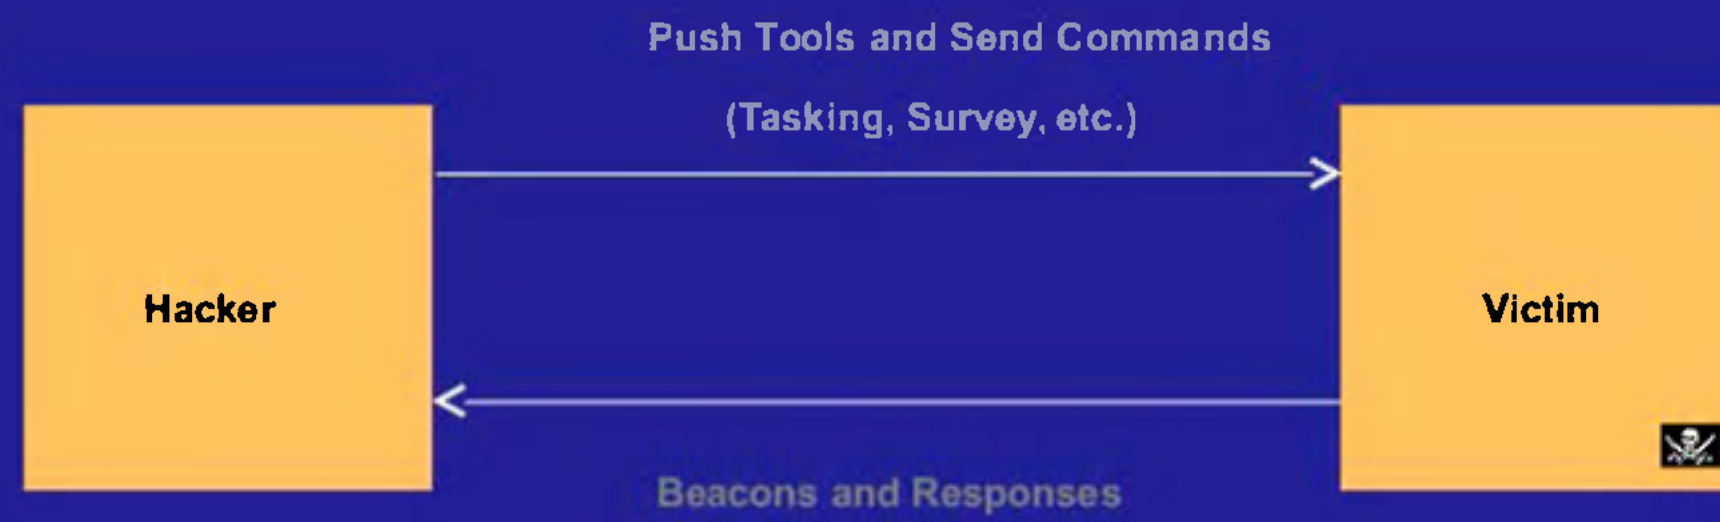 Push Tools and Send Commands
(Tasking, Survey, etc.)
Hacker
Victim
Beacons and Responses